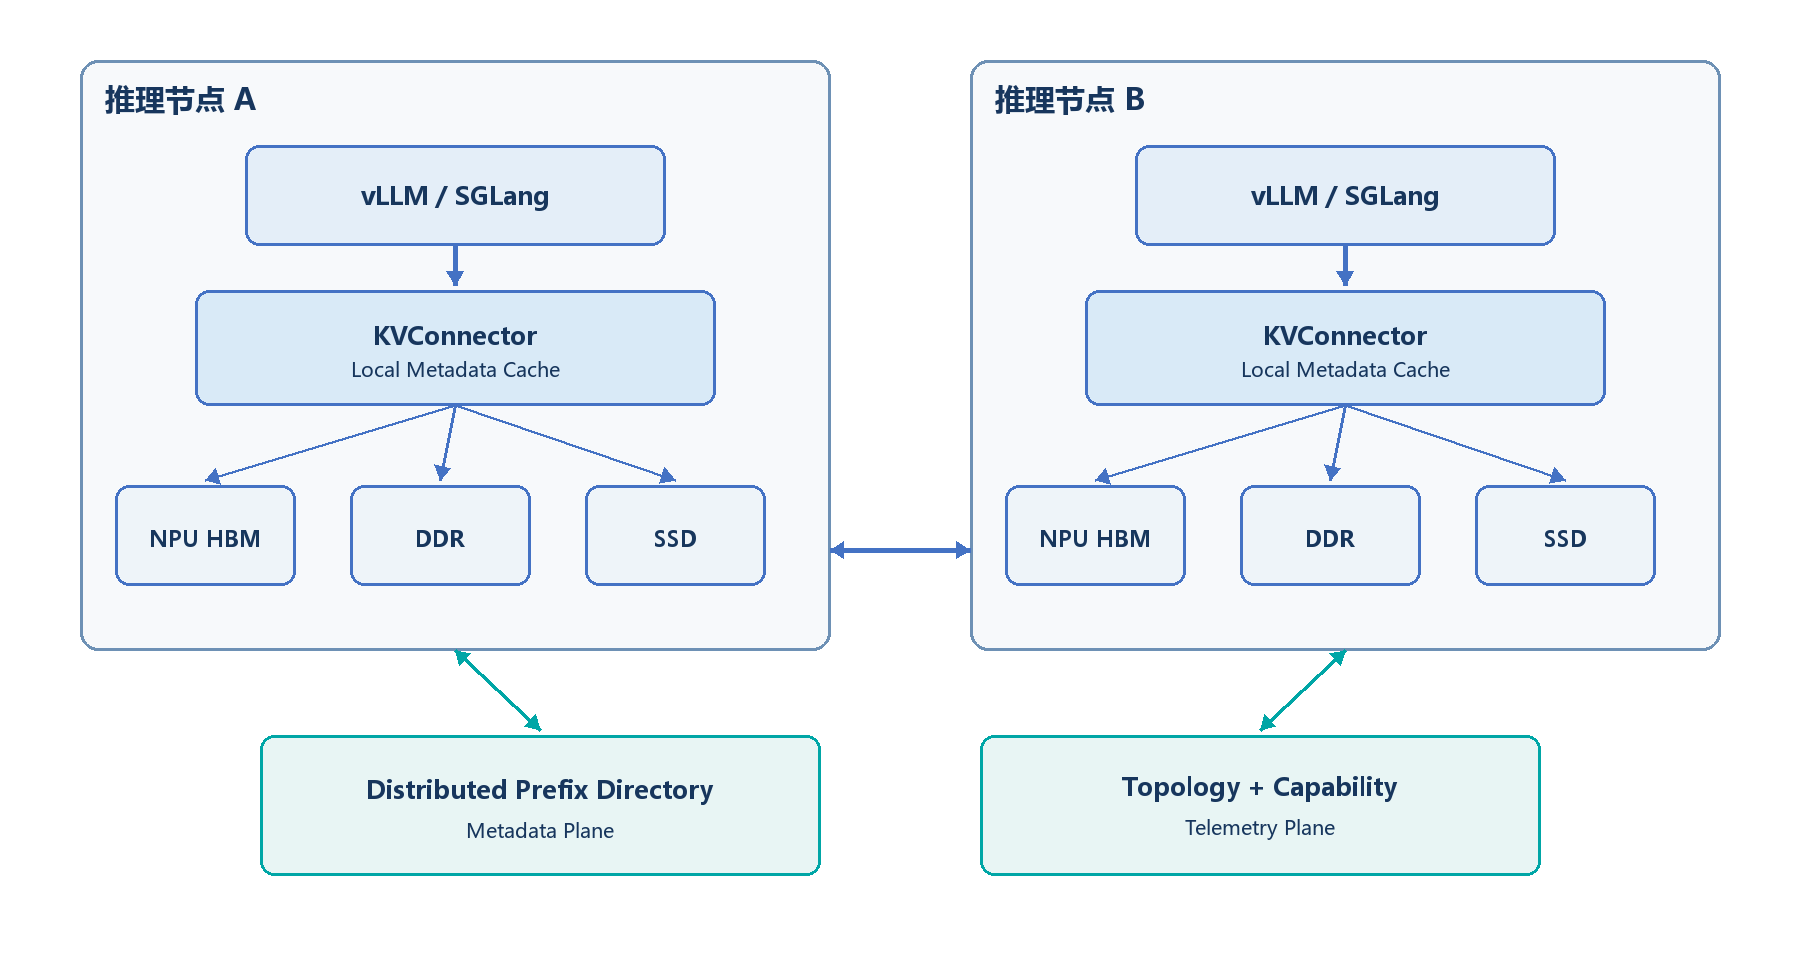 推理节点 A
vLLM / SGLang
KVConnector
Local Metadata Cache
NPU HBM
DDR
SSD
推理节点 B
vLLM / SGLang
KVConnector
Local Metadata Cache
NPU HBM
DDR
SSD
Distributed Prefix Directory
Metadata Plane
Topology + Capability
Telemetry Plane